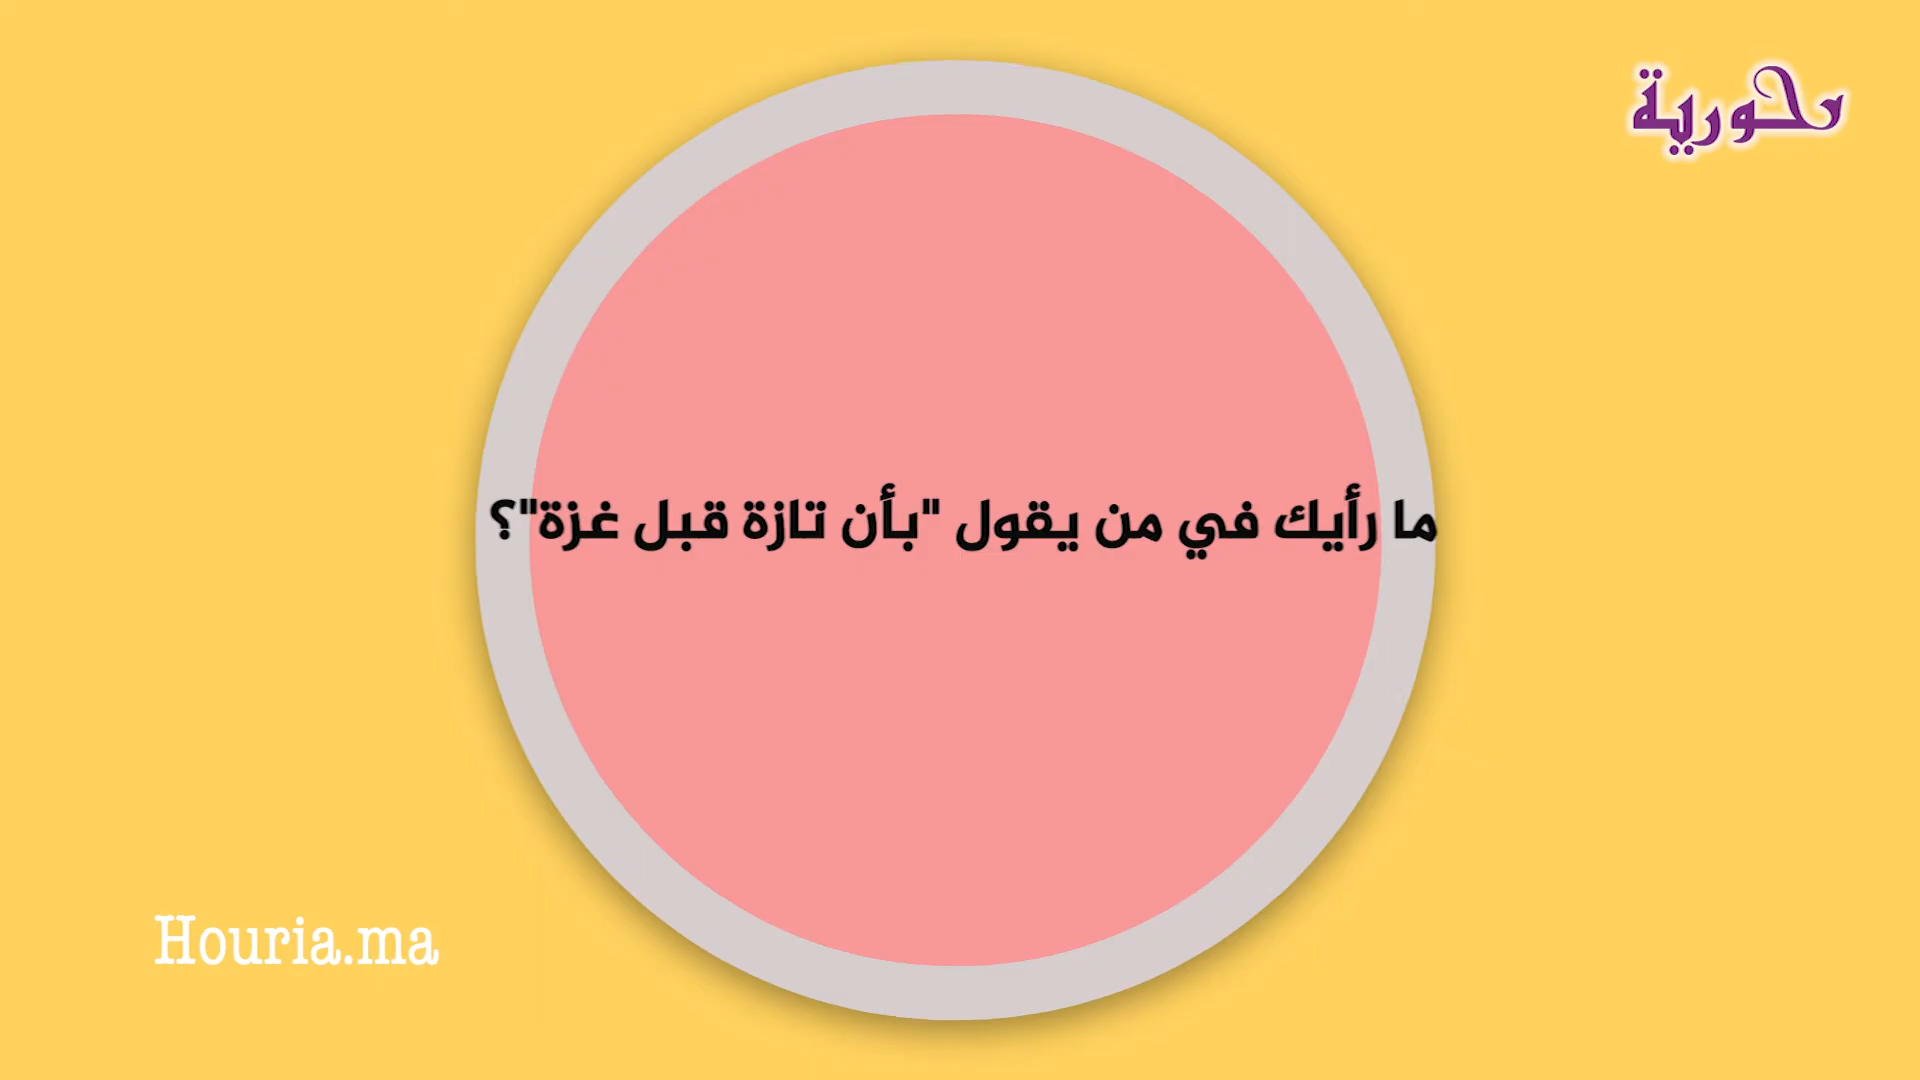 حورية
ما رأيك في من يقول "بأن تازة قبل غزة"؟
Houria.ma